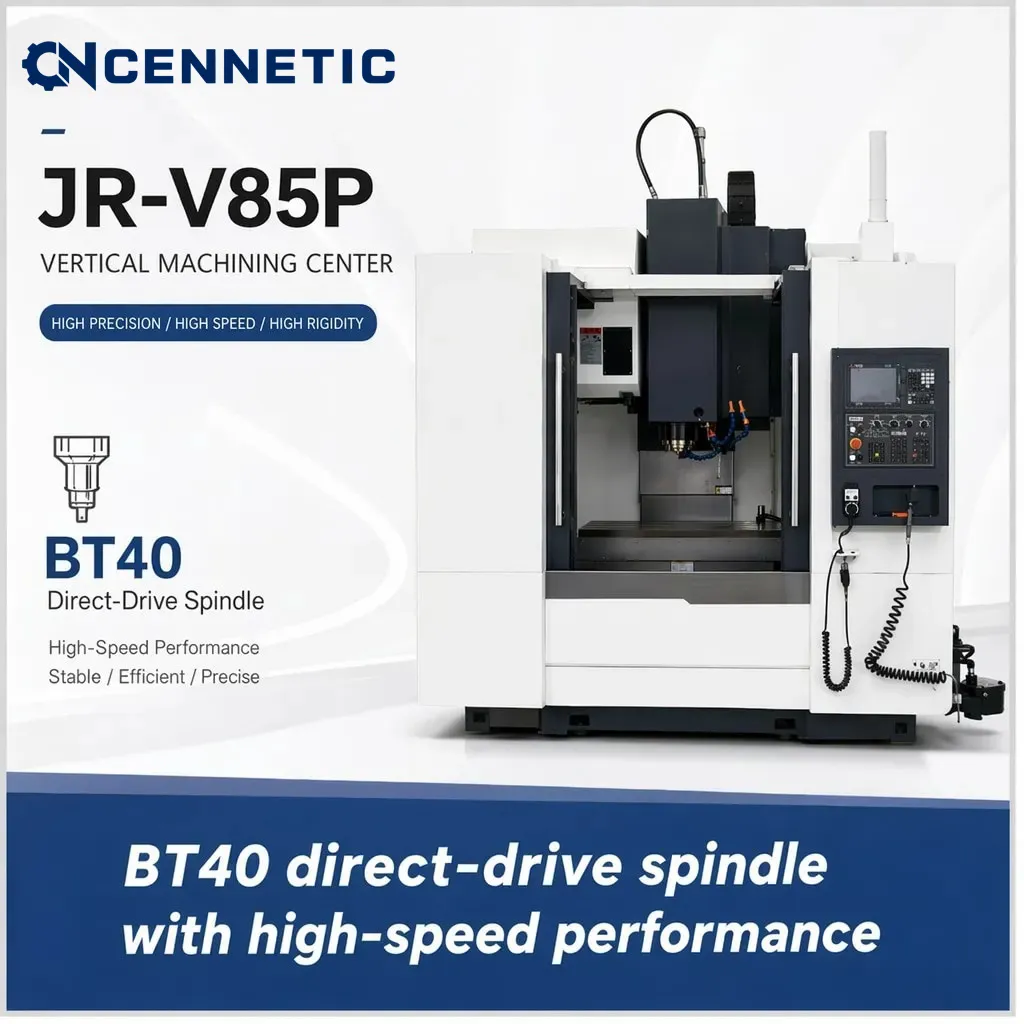 CENNETIC
JR-V85P
VERTICAL MACHINING CENTER
HIGH PRECISION / HIGH SPEED / HIGH RIGIDITY
BT40
Direct-Drive Spindle
High-Speed Performance
Stable / Efficient / Precise
BT40 direct-drive spindle
with high-speed performance